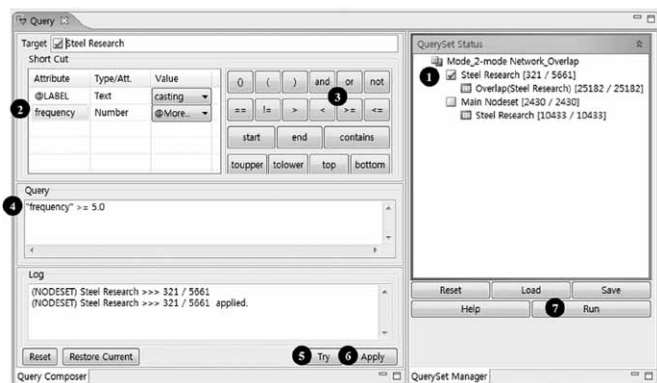 Query
Target Steel Research
Short Cut
Attribute Type/Att. Value
@LABEL Text casting
2 frequency Number @More..
() ( ) and or not
3
== != > < >= <=
start end contains
toupper tolower top bottom
Query
4 "frequency" >= 5.0
Log
(NODESET) Steel Research >>> 321 / 5661
(NODESET) Steel Research >>> 321 / 5661 applied.
Reset Restore Current 5 Try 6 Apply
Query Composer
QuerySet Status
Mode_2-mode Network_Overlap
1 Steel Research [321 / 5661]
Overlap(Steel Research) [25182 / 25182]
Main Nodeset [2430 / 2430]
Steel Research [10433 / 10433]
Reset Load Save
Help 7 Run
QuerySet Manager